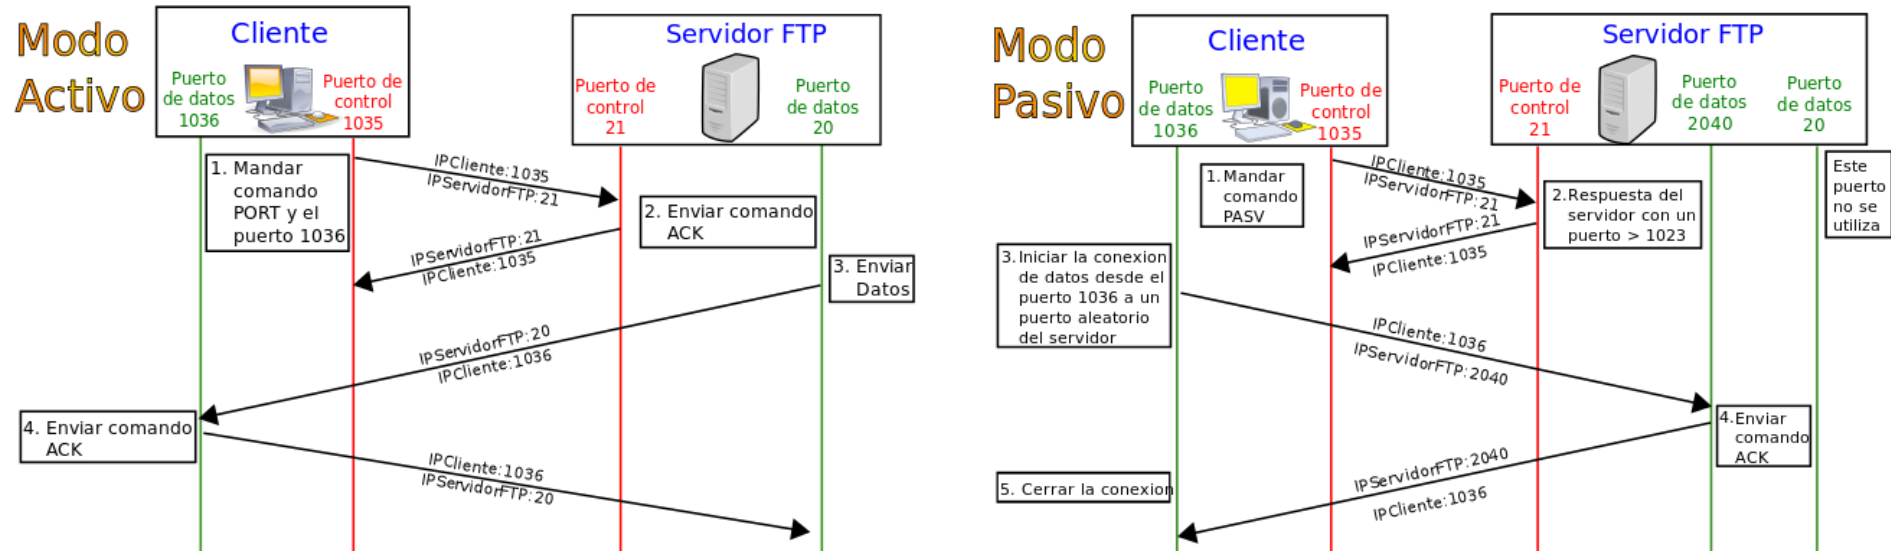 Modo
Activo
Cliente
Puerto
de datos
1036
Puerto de
control
1035
Servidor FTP
Puerto de
control
21
Puerto
de datos
20
1. Mandar
comando
PORT y el
puerto 1036
IPCliente:1035
IPServidorFTP:21
2. Enviar comando
ACK
IPServidorFTP:21
IPCliente:1035
3. Enviar
Datos
IPServidorFTP:20
IPCliente:1036
4. Enviar comando
ACK
IPCliente:1036
IPServidorFTP:20
Modo
Pasivo
Cliente
Puerto
de datos
1036
Puerto de
control
1035
Servidor FTP
Puerto de
control
21
Puerto
de datos
2040
Puerto
de datos
20
Este
puerto
no se
utiliza
1.Mandar
comando
PASV
IPCliente:1035
IPServidorFTP:21
2.Respuesta del
servidor con un
puerto > 1023
IPServidorFTP:21
IPCliente:1035
3.Iniciar la conexion
de datos desde el
puerto 1036 a un
puerto aleatorio
del servidor
IPCliente:1036
IPServidorFTP:2040
4.Enviar
comando
ACK
IPServidorFTP:2040
IPCliente:1036
5. Cerrar la conexion